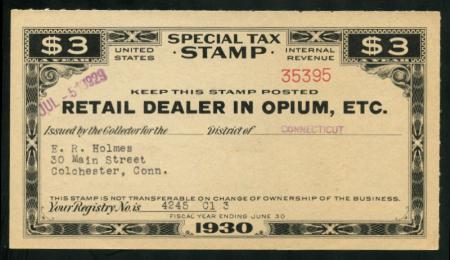 $3 SPECIAL TAX $3
UNITED STATES · STAMP · INTERNAL REVENUE
JUL -5 1929
35395
KEEP THIS STAMP POSTED
RETAIL DEALER IN OPIUM, ETC.
Issued by the Collector for the District of CONNECTICUT
E. R. Holmes
30 Main Street
Colchester, Conn.
THIS STAMP IS NOT TRANSFERABLE ON CHANGE OF OWNERSHIP OF THE BUSINESS.
Your Registry No. is 4245 Cl 3
FISCAL YEAR ENDING JUNE 30
1930